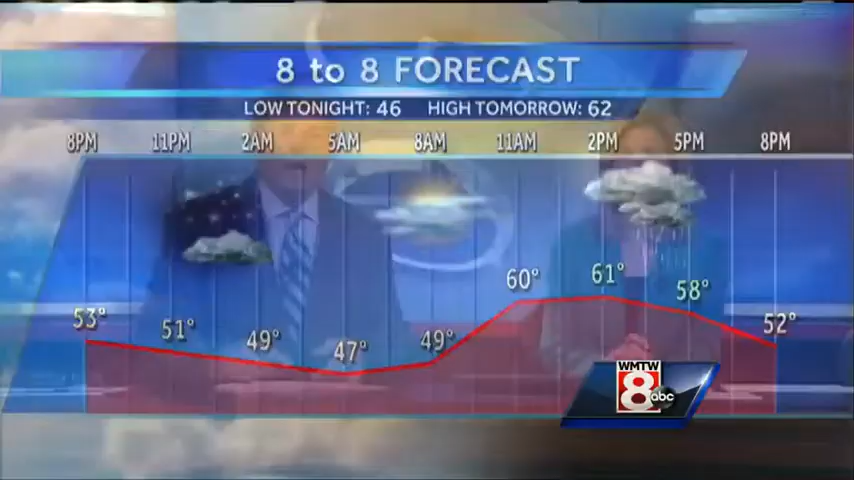 8 to 8 FORECAST
LOW TONIGHT: 46 HIGH TOMORROW: 62
8PM 11PM 2AM 5AM 8AM 11AM 2PM 5PM 8PM
53° 51° 49° 47° 49° 60° 61° 58° 52°
WMTW
8 abc